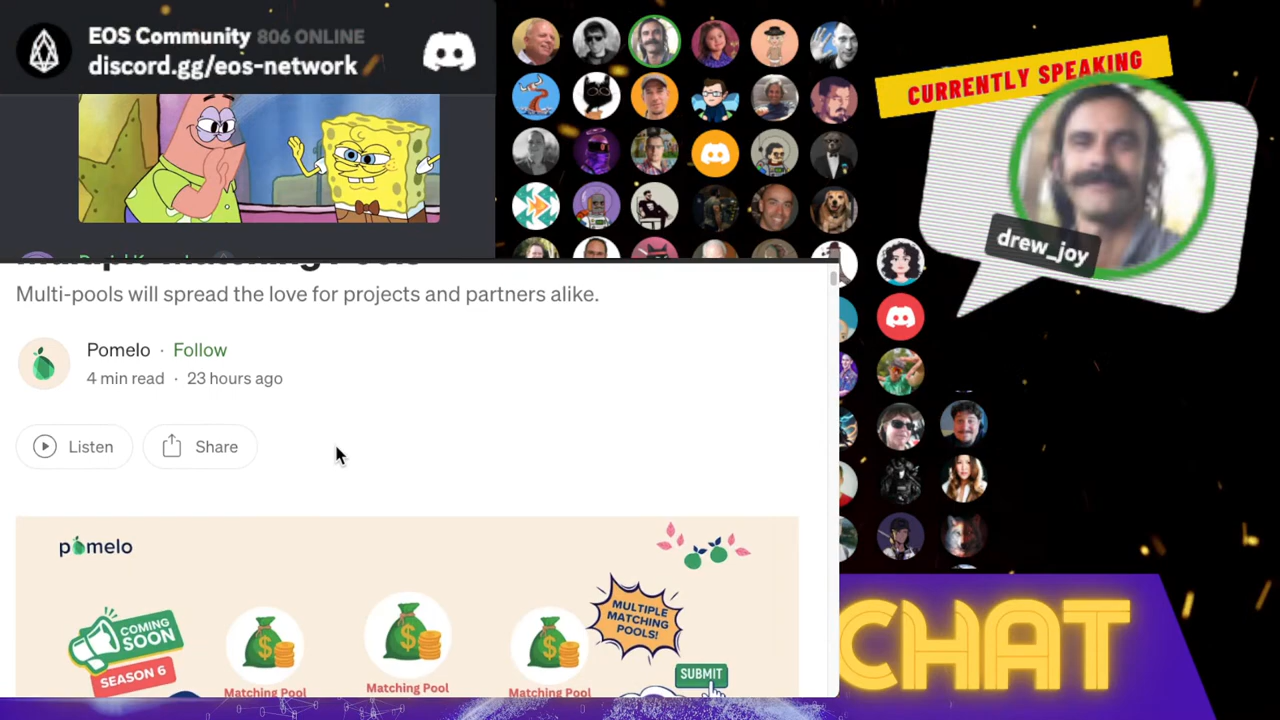 EOS Community 806 ONLINE
discord.gg/eos-network
CURRENTLY SPEAKING
drew_joy
Multi-pools will spread the love for projects and partners alike.
Pomelo · Follow
4 min read · 23 hours ago
Listen
Share
pomelo
COMING
SOON
SEASON 6
MULTIPLE
MATCHING
POOLS!
SUBMIT
Matching Pool
Matching Pool
Matching Pool
CHAT